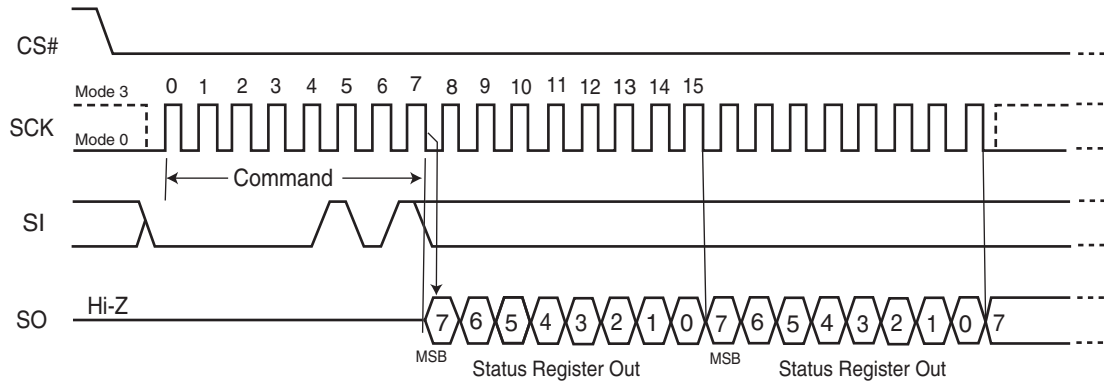 CS#
Mode 3
0 1 2 3 4 5 6 7 8 9 10 11 12 13 14 15
SCK
Mode 0
Command
SI
Hi-Z
SO
7 6 5 4 3 2 1 0 7 6 5 4 3 2 1 0 7
MSB Status Register Out MSB Status Register Out